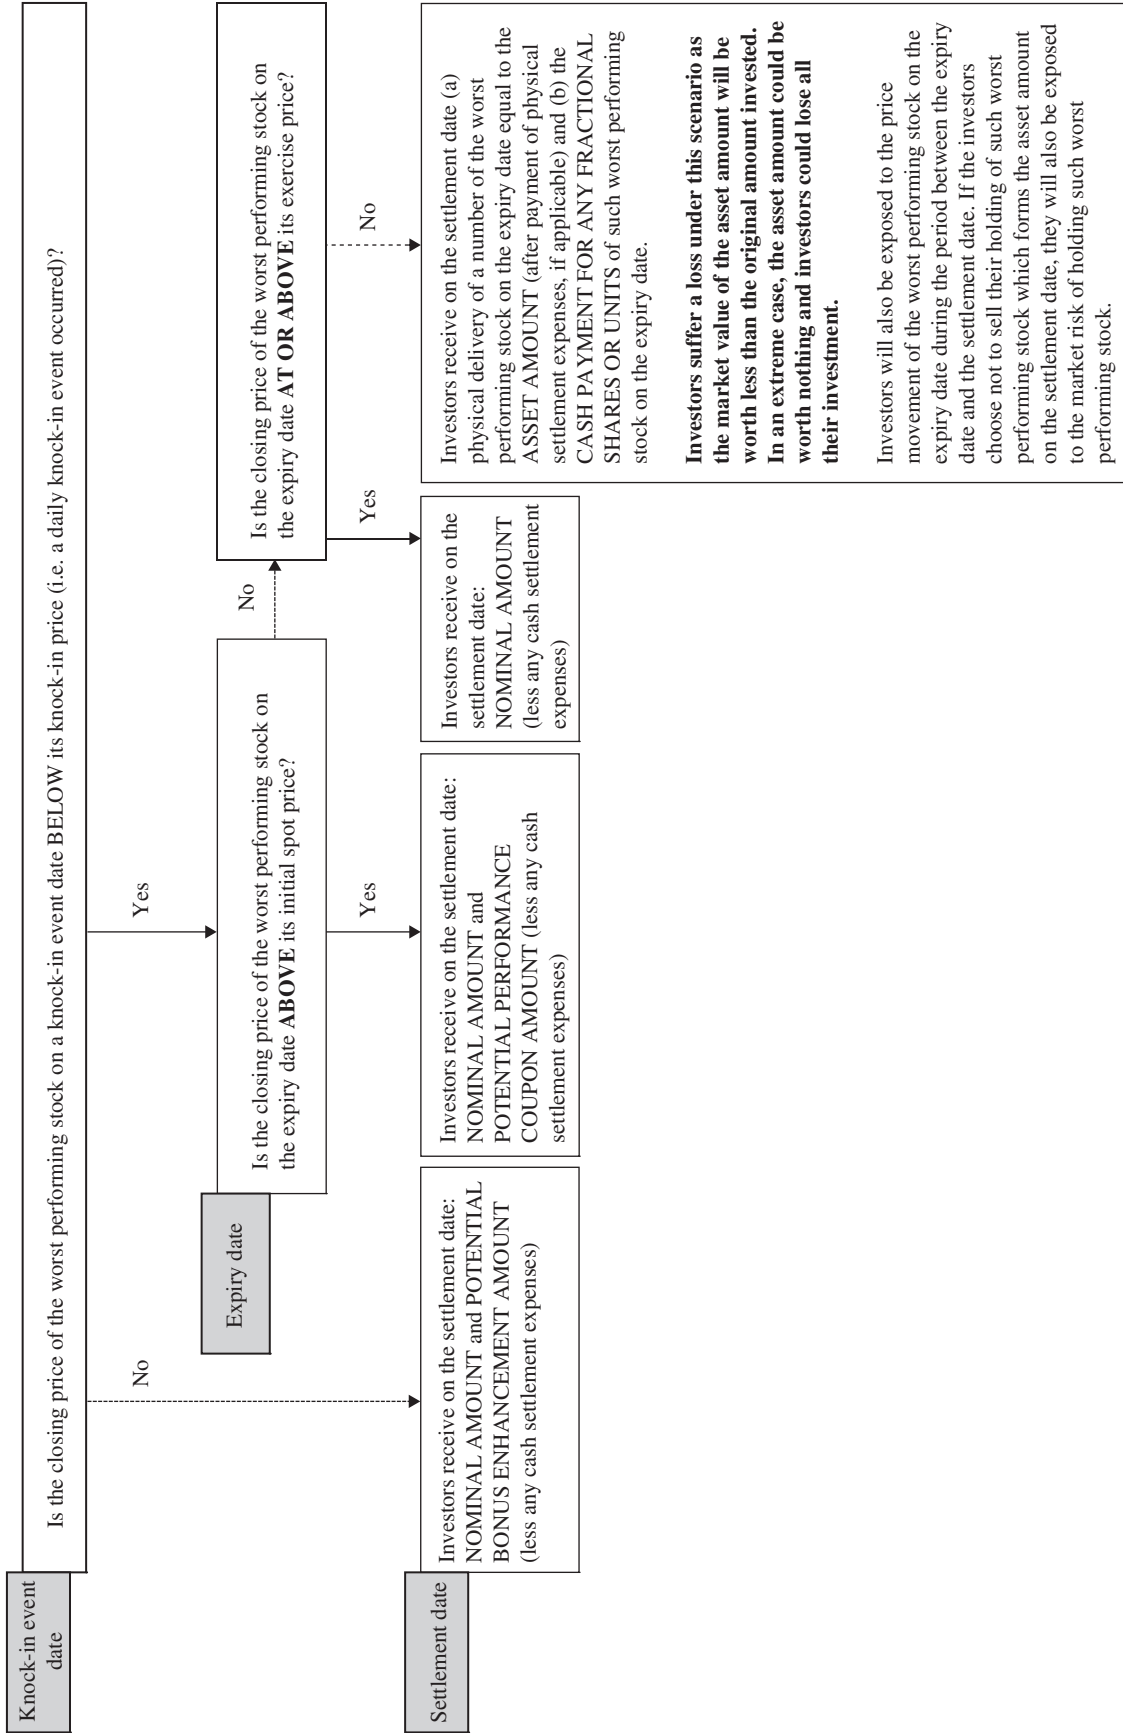 Knock-in event
date
Is the closing price of the worst performing stock on a knock-in event date BELOW its knock-in price (i.e. a daily knock-in event occurred)?
No
Yes
Expiry date
Is the closing price of the worst performing stock on
the expiry date ABOVE its initial spot price?
No
Is the closing price of the worst performing stock on
the expiry date AT OR ABOVE its exercise price?
Yes
Yes
No
Settlement date
Investors receive on the settlement date:
NOMINAL AMOUNT and POTENTIAL
BONUS ENHANCEMENT AMOUNT
(less any cash settlement expenses)
Investors receive on the settlement date:
NOMINAL AMOUNT and
POTENTIAL PERFORMANCE
COUPON AMOUNT (less any cash
settlement expenses)
Investors receive on the
settlement date:
NOMINAL AMOUNT
(less any cash settlement
expenses)
Investors receive on the settlement date (a)
physical delivery of a number of the worst
performing stock on the expiry date equal to the
ASSET AMOUNT (after payment of physical
settlement expenses, if applicable) and (b) the
CASH PAYMENT FOR ANY FRACTIONAL
SHARES OR UNITS of such worst performing
stock on the expiry date.
Investors suffer a loss under this scenario as
the market value of the asset amount will be
worth less than the original amount invested.
In an extreme case, the asset amount could be
worth nothing and investors could lose all
their investment.
Investors will also be exposed to the price
movement of the worst performing stock on the
expiry date during the period between the expiry
date and the settlement date. If the investors
choose not to sell their holding of such worst
performing stock which forms the asset amount
on the settlement date, they will also be exposed
to the market risk of holding such worst
performing stock.